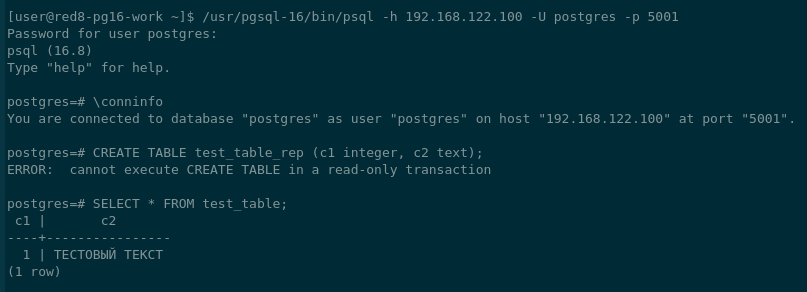 [user@red8-pg16-work ~]$ /usr/pgsql-16/bin/psql -h 192.168.122.100 -U postgres -p 5001
Password for user postgres:
psql (16.8)
Type "help" for help.
postgres=# \conninfo
You are connected to database "postgres" as user "postgres" on host "192.168.122.100" at port "5001".
postgres=# CREATE TABLE test_table_rep (c1 integer, c2 text);
ERROR:  cannot execute CREATE TABLE in a read-only transaction
postgres=# SELECT * FROM test_table;
 c1 |       c2
----+----------------
  1 | ТЕСТОВЫЙ ТЕКСТ
(1 row)